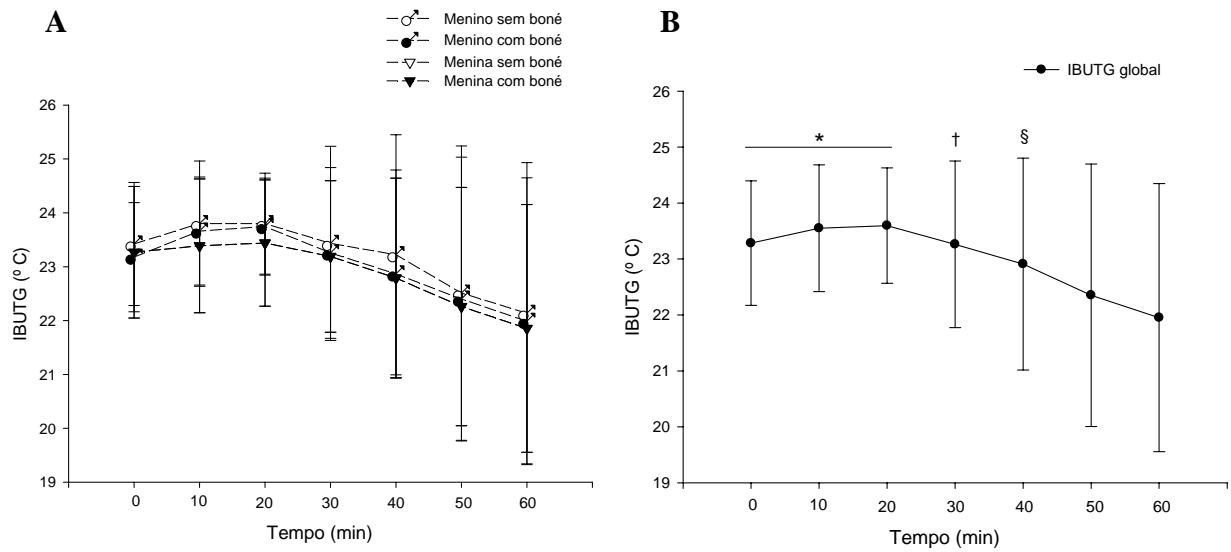 A
Menino sem boné
Menino com boné
Menina sem boné
Menina com boné
26
25
24
23
22
21
20
19
IBUTG (º C)
0 10 20 30 40 50 60
Tempo (min)
B
IBUTG global
26
25
24
23
22
21
20
19
IBUTG (º C)
* † §
0 10 20 30 40 50 60
Tempo (min)